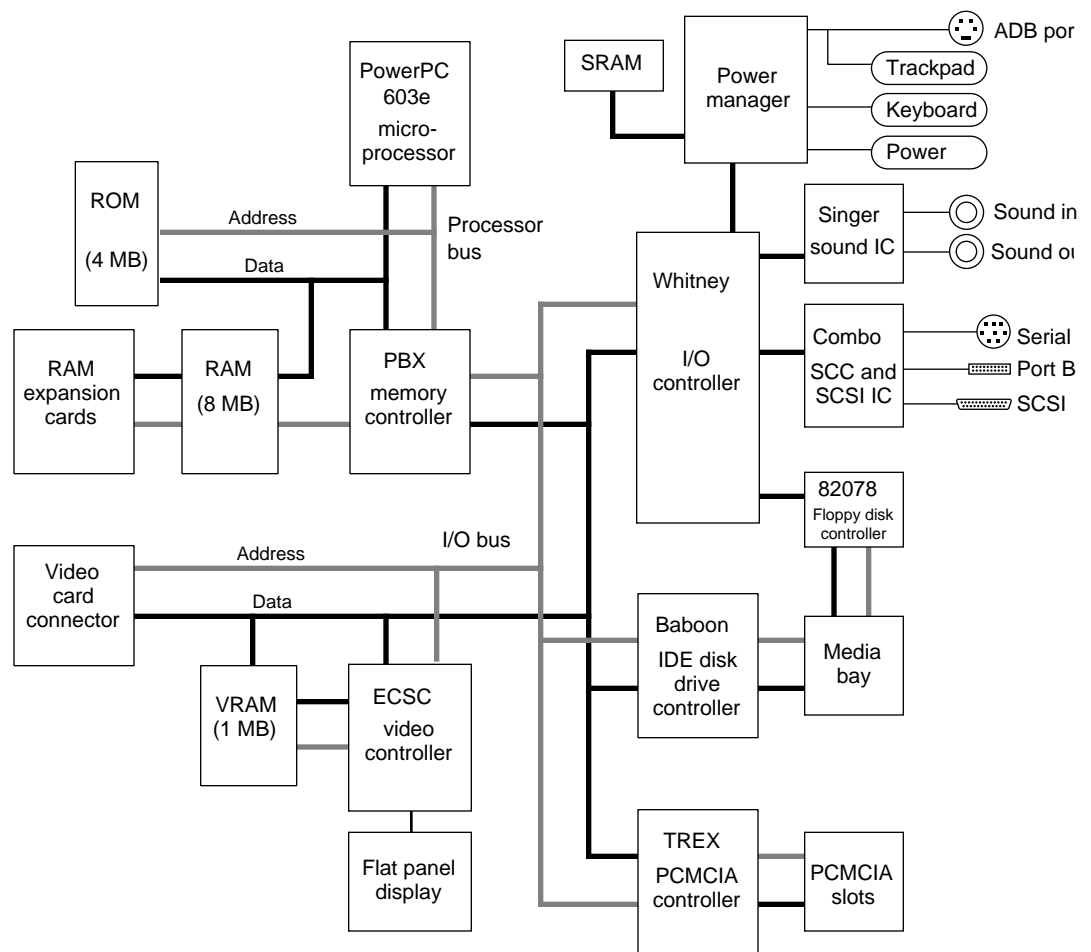 PowerPC
603e
micro-
processor
SRAM
Power
manager
ADB por
Trackpad
Keyboard
Power
ROM
(4 MB)
Address
Data
Processor
bus
Singer
sound IC
Sound in
Sound ou
Whitney
I/O
controller
RAM
expansion
cards
RAM
(8 MB)
PBX
memory
controller
Combo
SCC and
SCSI IC
Serial
Port B
SCSI
82078
Floppy disk
controller
I/O bus
Address
Data
Video
card
connector
Baboon
IDE disk
drive
controller
Media
bay
VRAM
(1 MB)
ECSC
video
controller
Flat panel
display
TREX
PCMCIA
controller
PCMCIA
slots